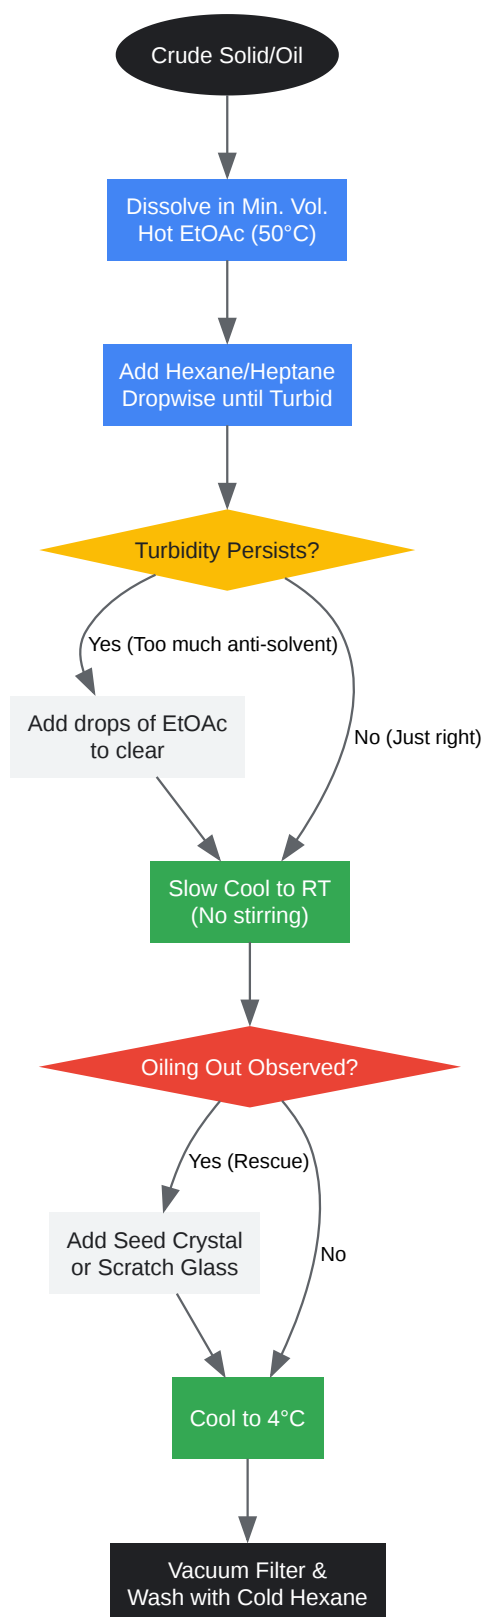 Crude Solid/Oil
Dissolve in Min. Vol.
Hot EtOAc (50°C)
Add Hexane/Heptane
Dropwise until Turbid
Turbidity Persists?
Yes (Too much anti-solvent)
Add drops of EtOAc
to clear
No (Just right)
Slow Cool to RT
(No stirring)
Oiling Out Observed?
Yes (Rescue)
Add Seed Crystal
or Scratch Glass
No
Cool to 4°C
Vacuum Filter &
Wash with Cold Hexane